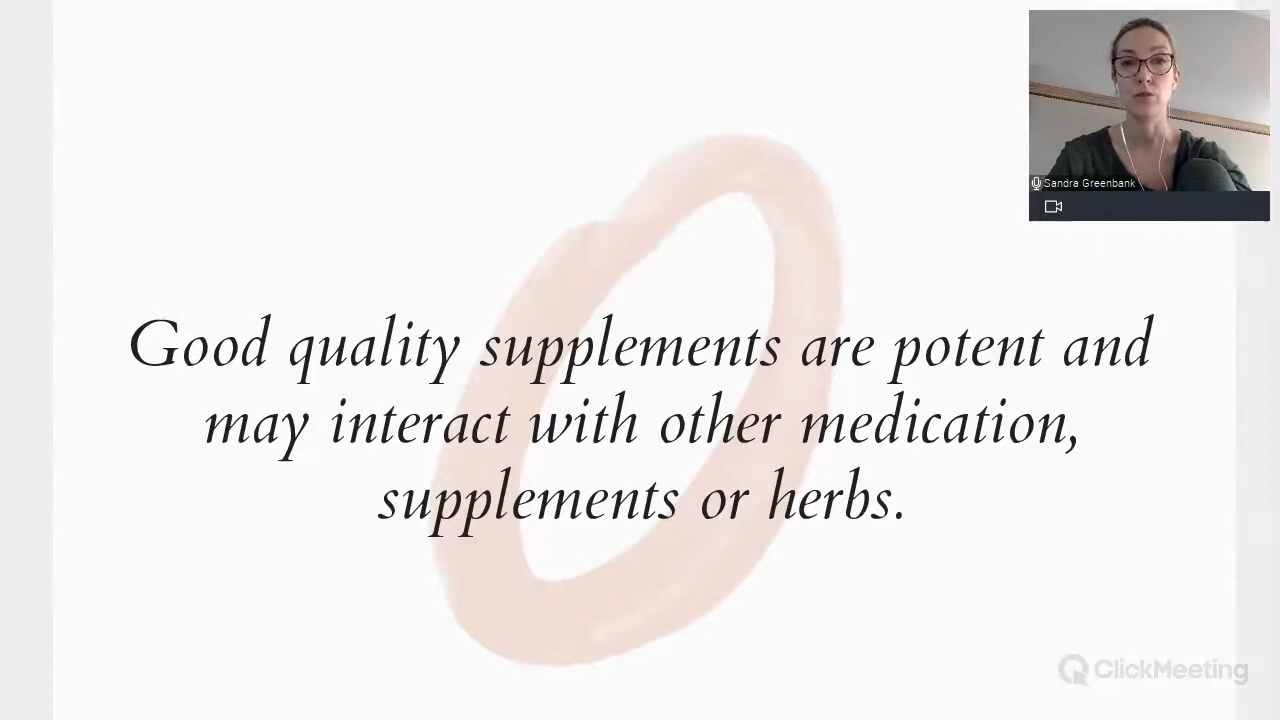 Sandra Greenbank
Good quality supplements are potent and
may interact with other medication,
supplements or herbs.
ClickMeeting